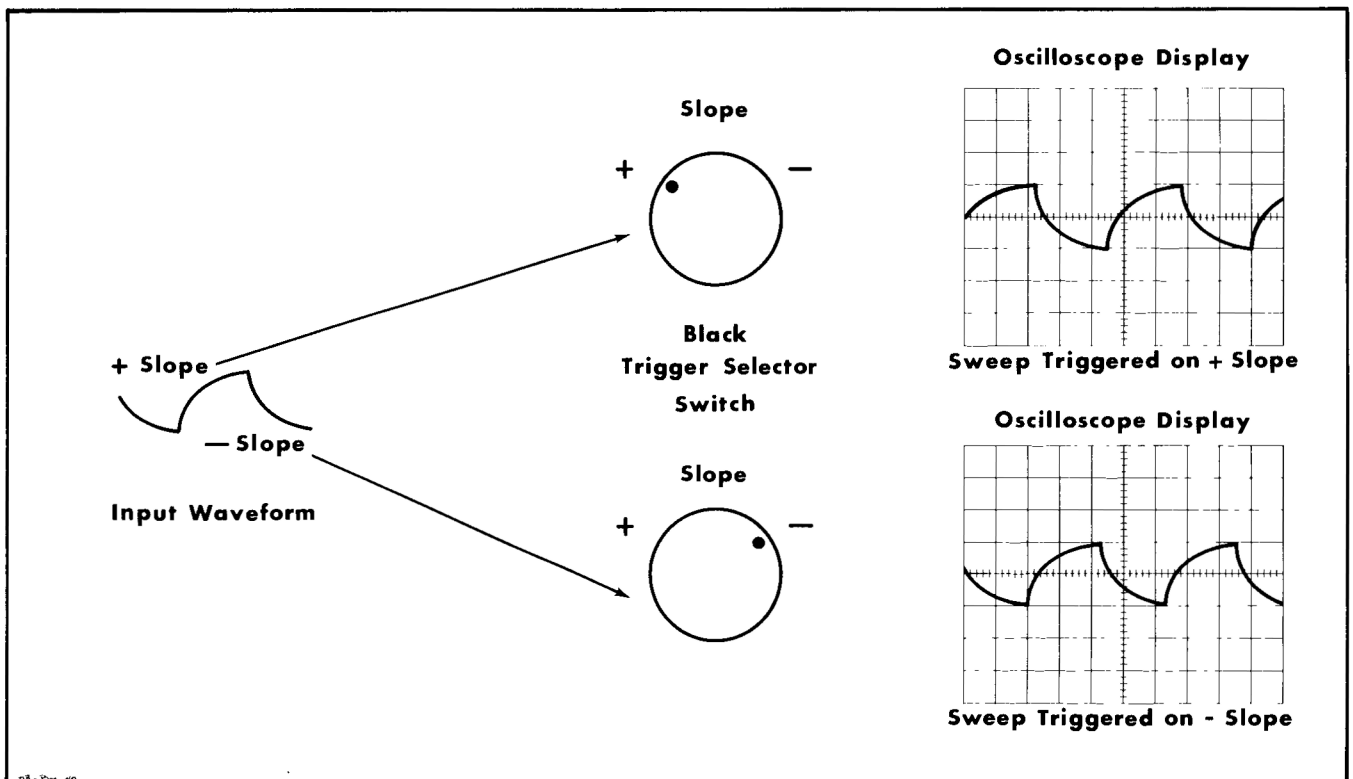 Oscilloscope Display
Slope
+ −
Black
Trigger Selector
Switch
Sweep Triggered on + Slope
+ Slope
− Slope
Input Waveform
Oscilloscope Display
Slope
+ −
Sweep Triggered on - Slope